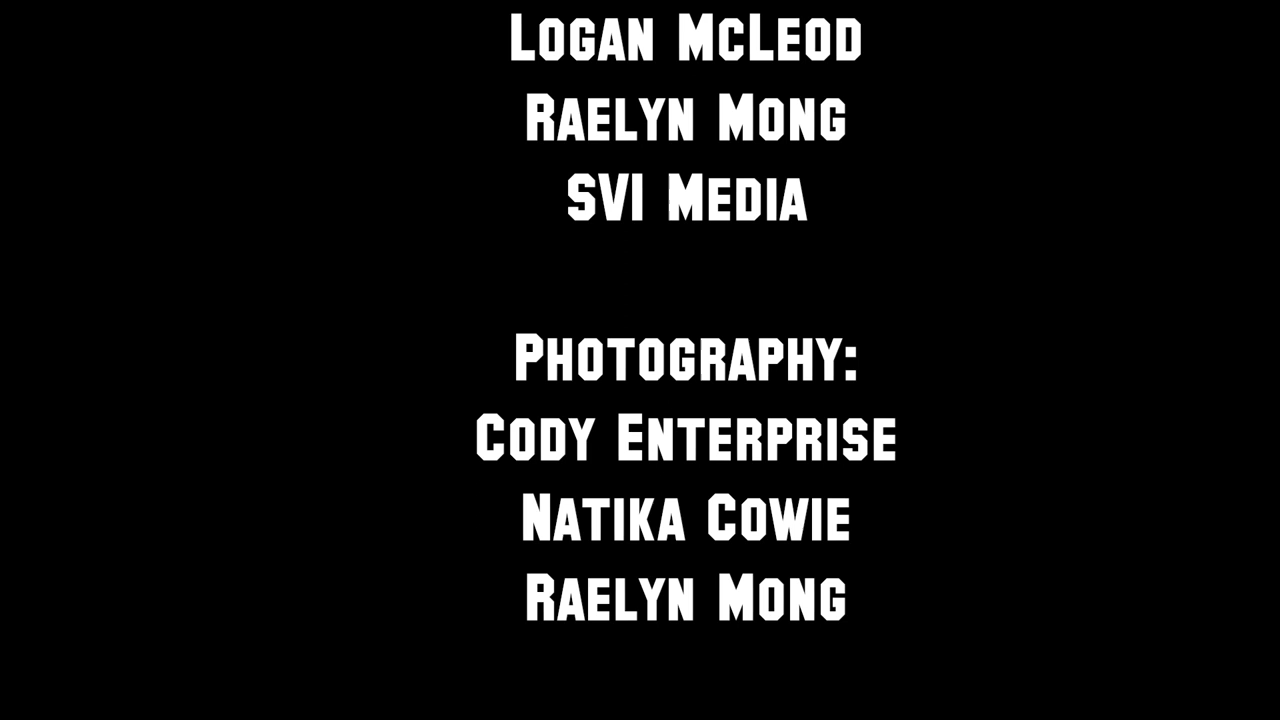 Logan McLeod
Raelyn Mong
SVI Media
Photography:
Cody Enterprise
Natika Cowie
Raelyn Mong